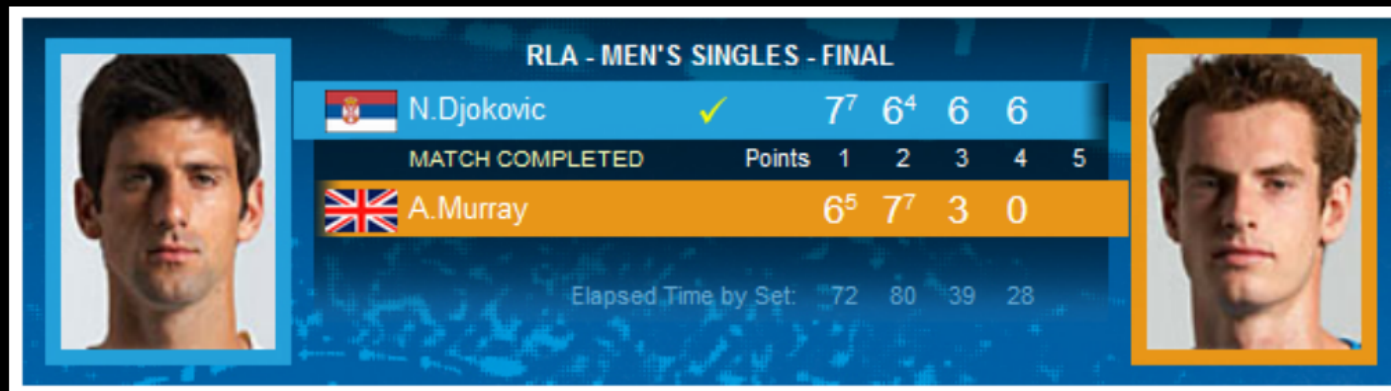 RLA - MEN'S SINGLES - FINAL
N.Djokovic ✓ 7⁷ 6⁴ 6 6
MATCH COMPLETED Points 1 2 3 4 5
A.Murray 6⁵ 7⁷ 3 0
Elapsed Time by Set: 72 80 39 28